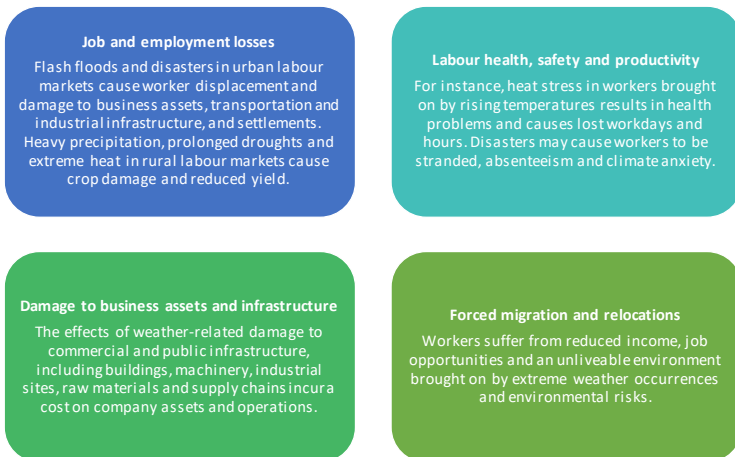 Job and employment losses
Flash floods and disasters in urban labour
markets cause worker displacement and
damage to business assets, transportation and
industrial infrastructure, and settlements.
Heavy precipitation, prolonged droughts and
extreme heat in rural labour markets cause
crop damage and reduced yield.
Labour health, safety and productivity
For instance, heat stress in workers brought
on by rising temperatures results in health
problems and causes lost workdays and
hours. Disasters may cause workers to be
stranded, absenteeism and climate anxiety.
Damage to business assets and infrastructure
The effects of weather-related damage to
commercial and public infrastructure,
including buildings, machinery, industrial
sites, raw materials and supply chains incur a
cost on company assets and operations.
Forced migration and relocations
Workers suffer from reduced income, job
opportunities and an unliveable environment
brought on by extreme weather occurrences
and environmental risks.